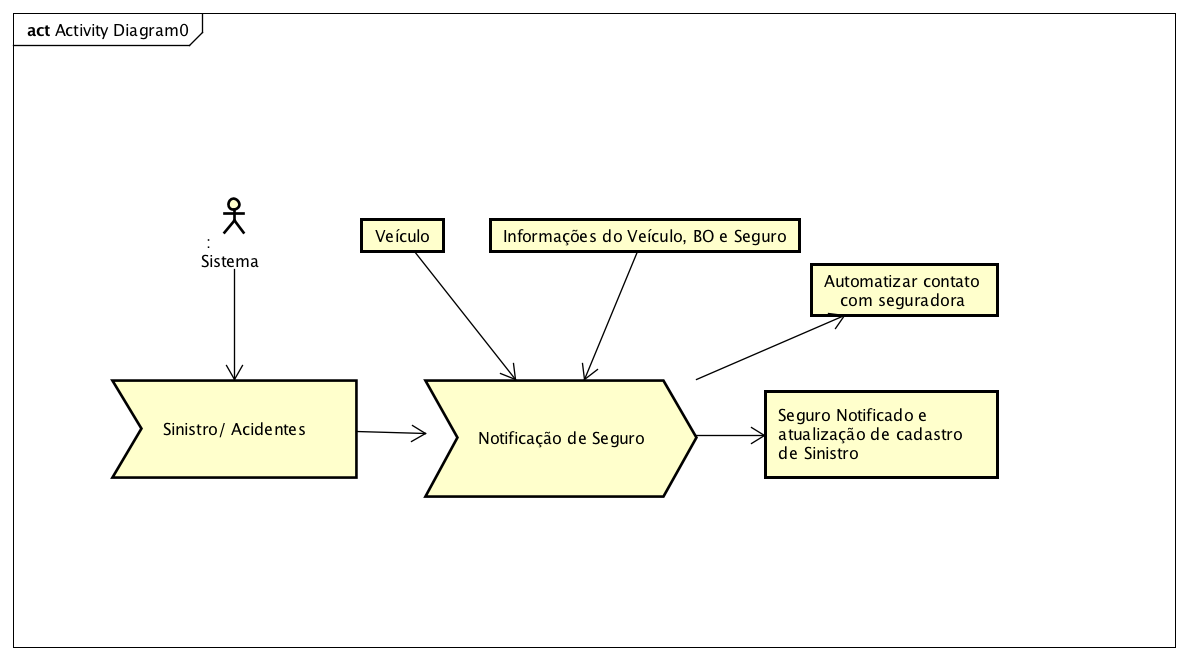 act Activity Diagram0
:
Sistema
Veículo
Informações do Veículo, BO e Seguro
Automatizar contato
com seguradora
Sinistro/ Acidentes
Notificação de Seguro
Seguro Notificado e
atualização de cadastro
de Sinistro